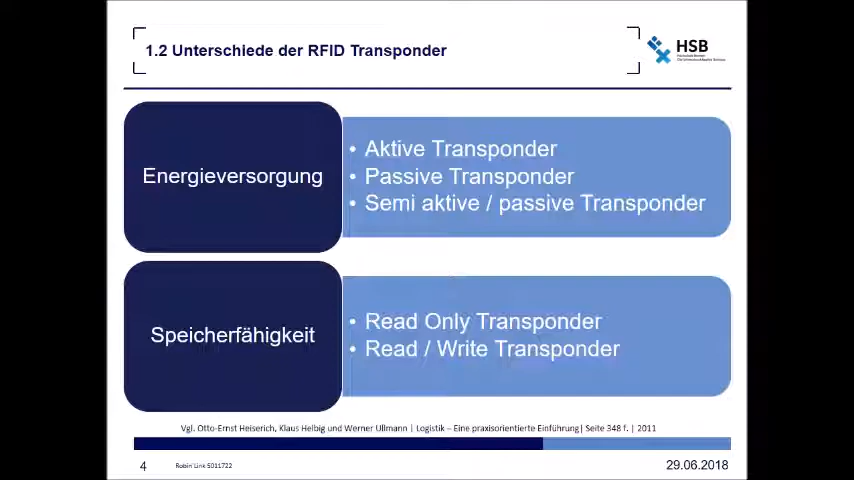 1.2 Unterschiede der RFID Transponder
HSB
Energieversorgung
• Aktive Transponder
• Passive Transponder
• Semi aktive / passive Transponder
Speicherfähigkeit
• Read Only Transponder
• Read / Write Transponder
Vgl. Otto-Ernst Heiserich, Klaus Helbig und Werner Ullmann | Logistik – Eine praxisorientierte Einführung| Seite 348 f. | 2011
4
Robin Link 5011722
29.06.2018